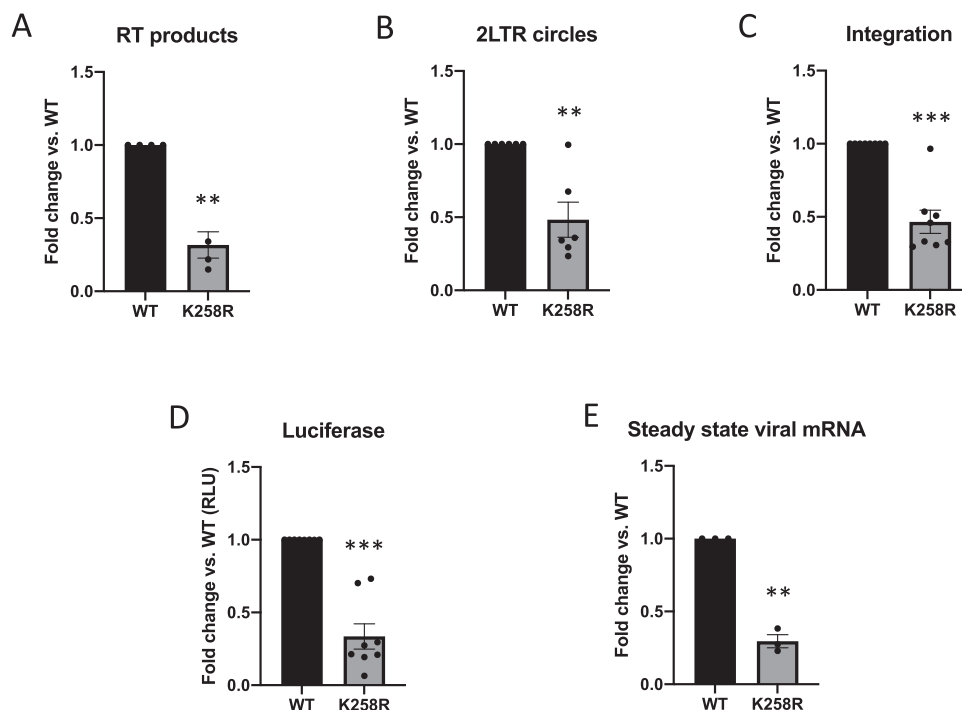 A
RT products
Fold change vs. WT
1.5
1.0
0.5
0.0
**
WT K258R
B
2LTR circles
Fold change vs. WT
1.5
1.0
0.5
0.0
**
WT K258R
C
Integration
Fold change vs. WT
1.5
1.0
0.5
0.0
***
WT K258R
D
Luciferase
Fold change vs. WT (RLU)
1.5
1.0
0.5
0.0
***
WT K258R
E
Steady state viral mRNA
Fold change vs. WT
1.5
1.0
0.5
0.0
**
WT K258R